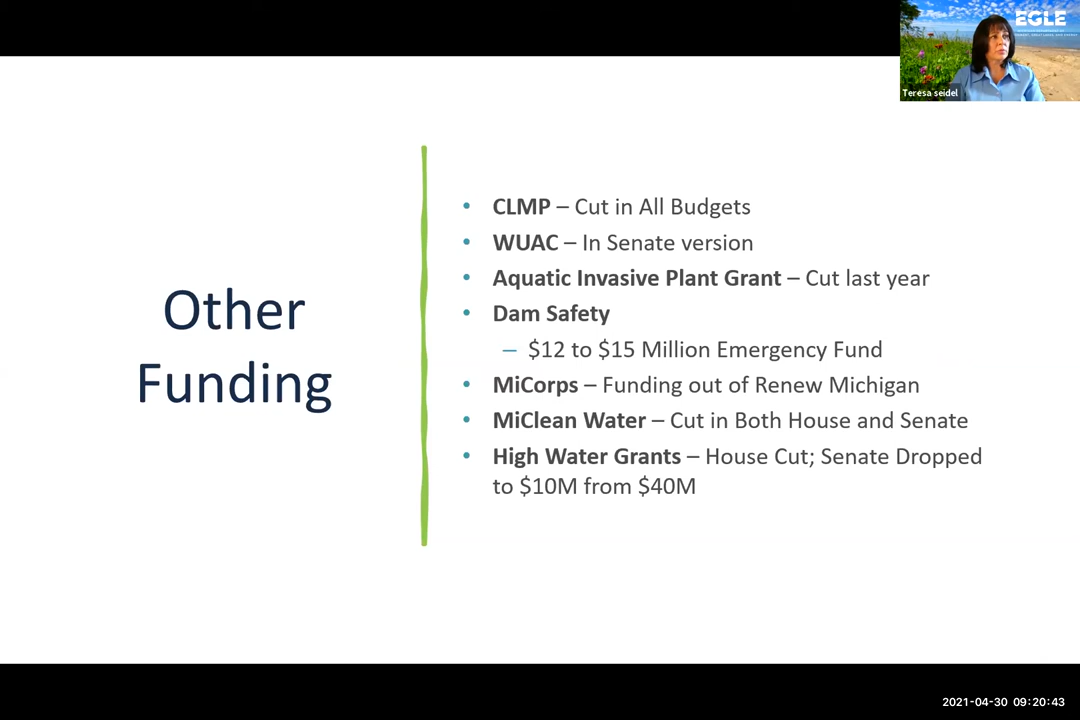 EGLE
Teresa seidel
Other
Funding
• CLMP – Cut in All Budgets
• WUAC – In Senate version
• Aquatic Invasive Plant Grant – Cut last year
• Dam Safety
– $12 to $15 Million Emergency Fund
• MiCorps – Funding out of Renew Michigan
• MiClean Water – Cut in Both House and Senate
• High Water Grants – House Cut; Senate Dropped
to $10M from $40M
2021-04-30 09:20:43